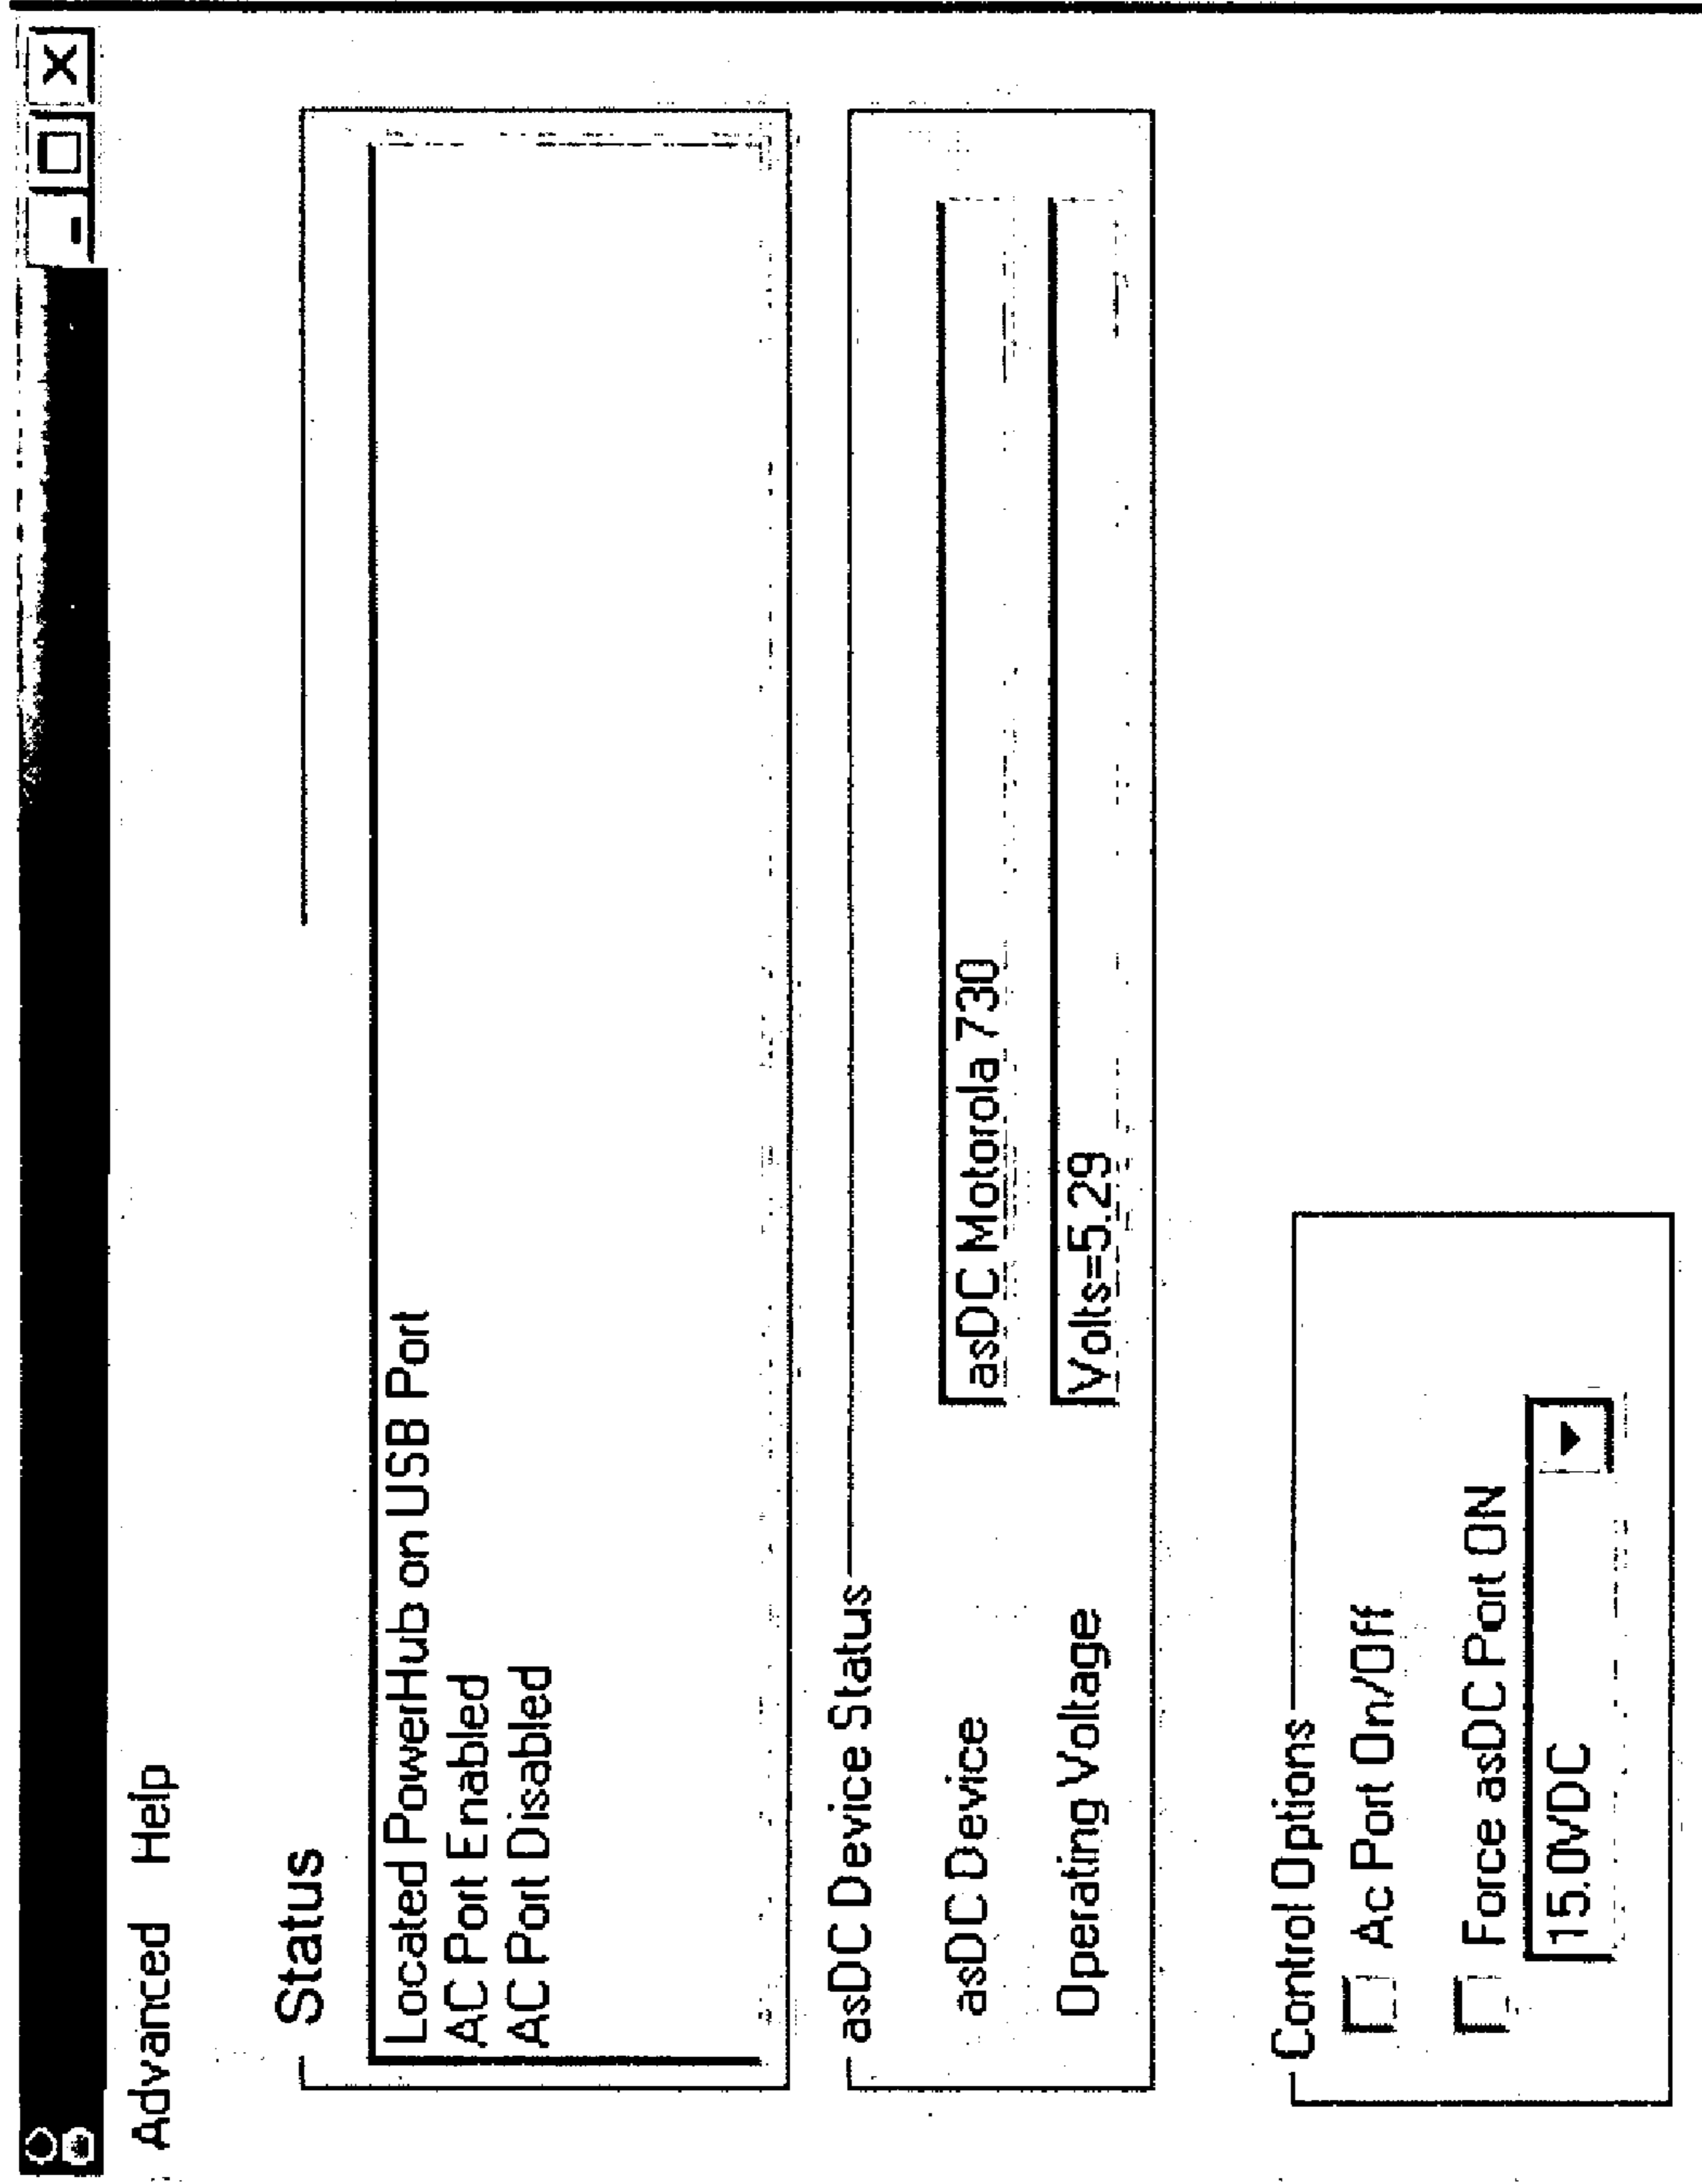 Advanced Help
Status
Located PowerHub on USB Port
AC Port Enabled
AC Port Disabled
asDC Device Status
asDC Device
asDC Motorola 730
Operating Voltage
Volts=5.29
Control Options
Ac Port On/Off
Force asDC Port ON
15.0VDC